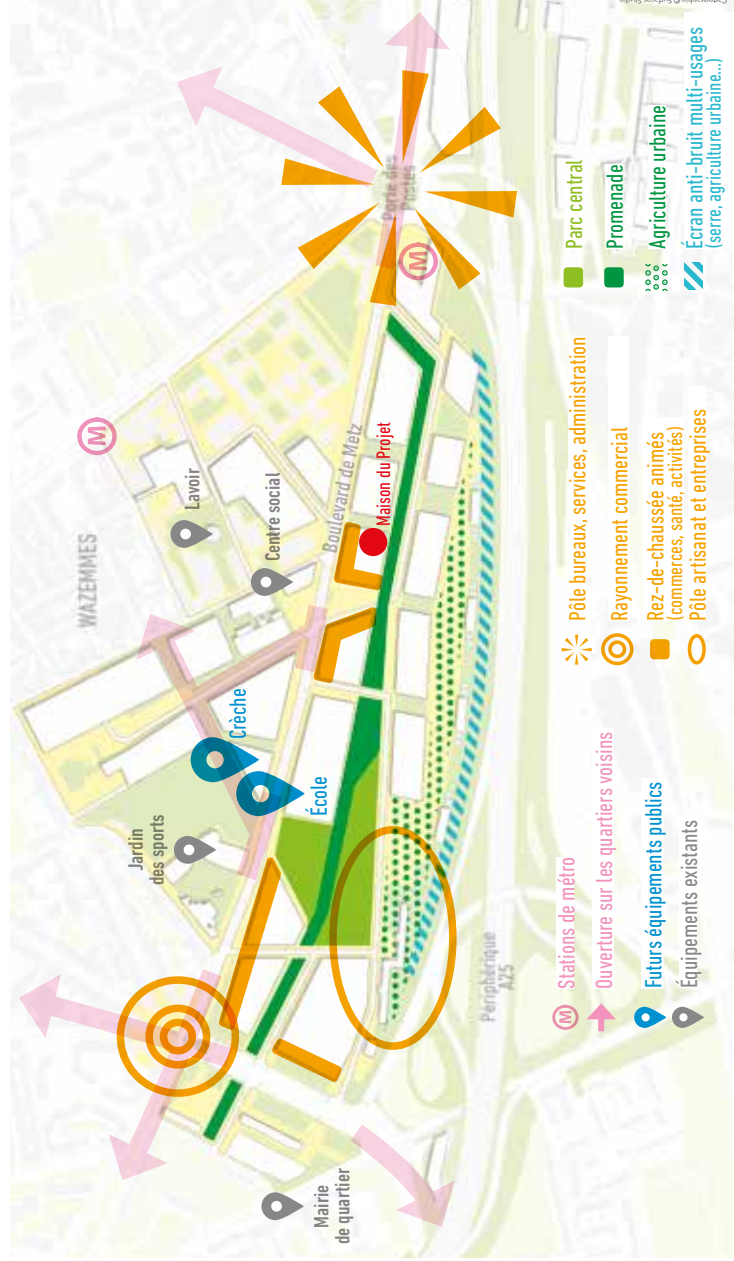 WAZEMMES
Jardin
des sports
Crèche
École
Lavoir
Centre social
Boulevard de Metz
Maison du Projet
Porte des
Postes
M
M
Mairie
de quartier
Périphérique
A25
M Stations de métro
Ouverture sur les quartiers voisins
Futurs équipements publics
Équipements existants
Pôle bureaux, services, administration
Rayonnement commercial
Rez-de-chaussée animés
(commerces, santé, activités)
Pôle artisanat et entreprises
Parc central
Promenade
Agriculture urbaine
Écran anti-bruit multi-usages
(serre, agriculture urbaine...)